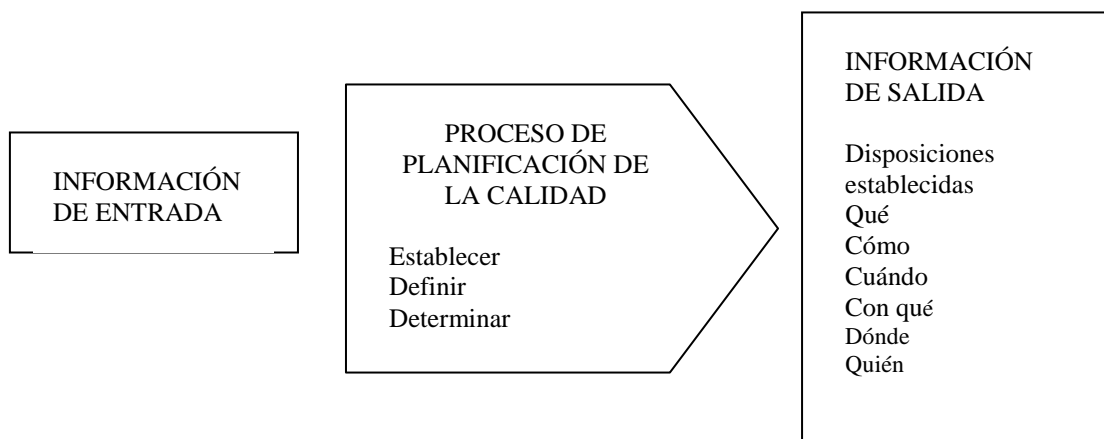 INFORMACIÓN
DE ENTRADA
PROCESO DE
PLANIFICACIÓN DE
LA CALIDAD
Establecer
Definir
Determinar
INFORMACIÓN
DE SALIDA
Disposiciones
establecidas
Qué
Cómo
Cuándo
Con qué
Dónde
Quién